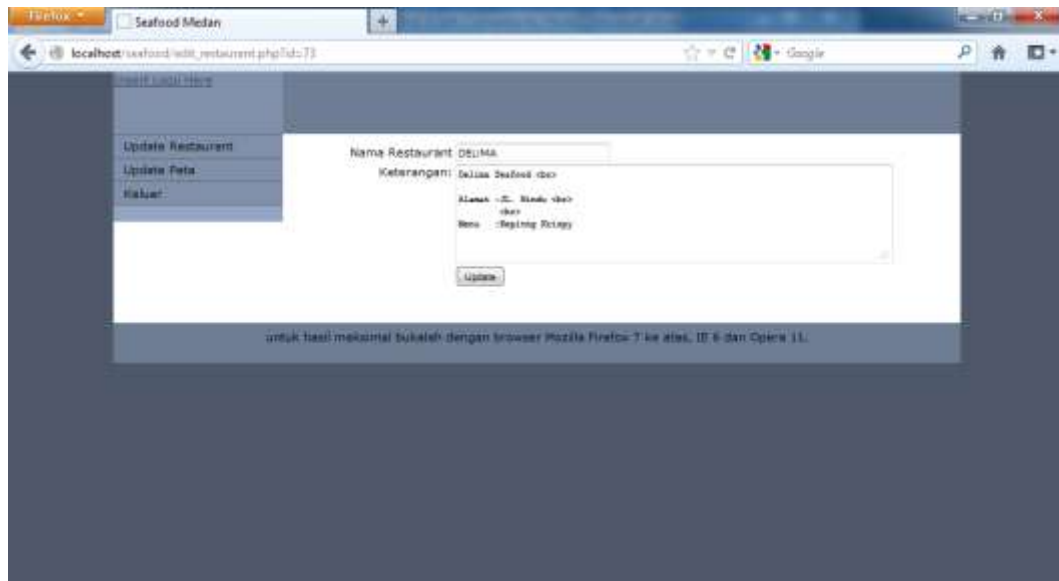 Firefox
Seafood Medan
localhost/seafood/edit_restaurant.php?id=73
Google
Insert Logo Here
Update Restaurant
Update Peta
Keluar
Nama Restaurant DELIMA
Keterangan:
Delima Seafood <br>
Alamat :JL. <br>
<br>
Menu :Kepiting
Update
untuk hasil maksimal bukalah dengan browser Mozilla Firefox 7 ke atas, IE 6 dan Opera 11.